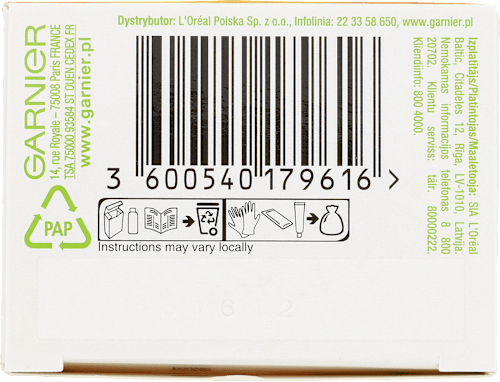 Dystrybutor: L'Oréal Polska Sp. z o.o., Infolinia: 22 33 58 650, www.garnier.pl
GARNIER
14, rue Royale – 75008 Paris FRANCE
TSA 75000 93584 ST OUEN CEDEX FR
www.garnier.pl
Izplatītājs/Platintojas/Maaletooja: SIA L'Oréal
Baltic, Citadeles 12, Rīga, LV-1010, Latvija.
Nemokamas informacijos telefonas 8 800
20702. Klientu serviss: tālr. 80000222.
Kliendiinfo: 800 4000.
3 600540 179616 >
PAP
Instructions may vary locally